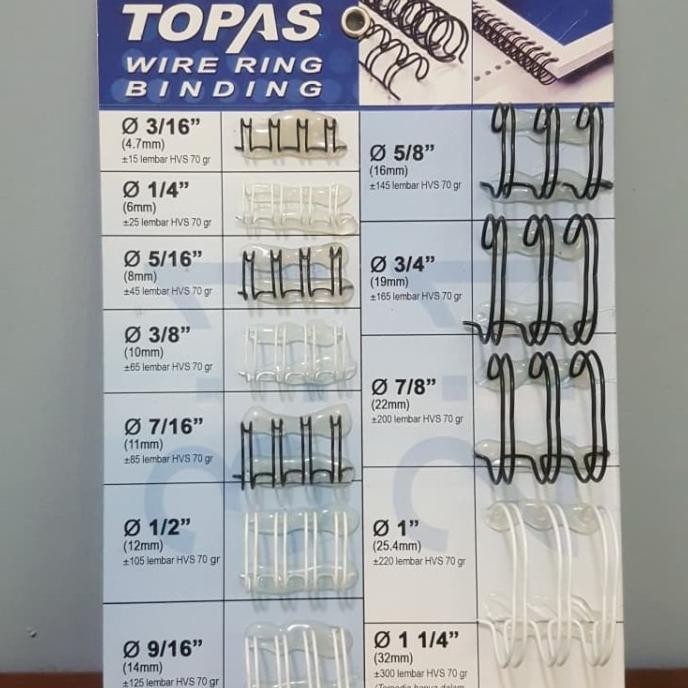 TOPAS
WIRE RING
BINDING
Ø 3/16”
(4.7mm)
±15 lembar HVS 70 gr
Ø 1/4”
(6mm)
±25 lembar HVS 70 gr
Ø 5/16”
(8mm)
±45 lembar HVS 70 gr
Ø 3/8”
(10mm)
±65 lembar HVS 70 gr
Ø 7/16”
(11mm)
±85 lembar HVS 70 gr
Ø 1/2”
(12mm)
±105 lembar HVS 70 gr
Ø 9/16”
(14mm)
±125 lembar HVS 70 gr
Ø 5/8”
(16mm)
±145 lembar HVS 70 gr
Ø 3/4”
(19mm)
±165 lembar HVS 70 gr
Ø 7/8”
(22mm)
±200 lembar HVS 70 gr
Ø 1”
(25.4mm)
±220 lembar HVS 70 gr
Ø 1 1/4”
(32mm)
±300 lembar HVS 70 gr